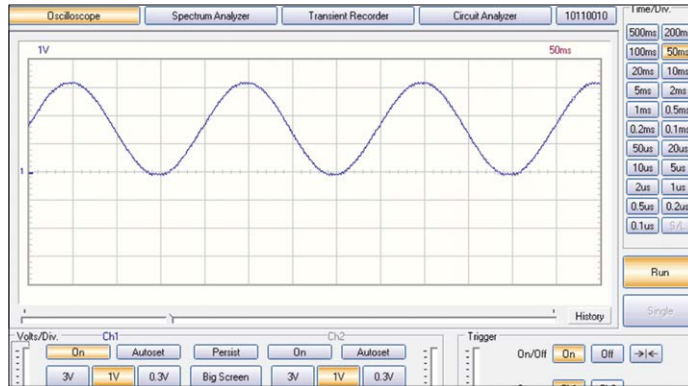 Oscilloscope Spectrum Analyzer Transient Recorder Circuit Analyzer 10110010
Time/Div.
1V 50ms
500ms 200m
100ms 50ms
20ms 10ms
5ms 2ms
1ms 0.5ms
0.2ms 0.1ms
50us 20us
10us 5us
2us 1us
0.5us 0.2us
0.1us S/L
1
Run
Single
History
Volts/Div. Ch1 Ch2 Trigger
On Autoset Persist On Autoset On/Off On Off
3V 1V 0.3V Big Screen 3V 1V 0.3V